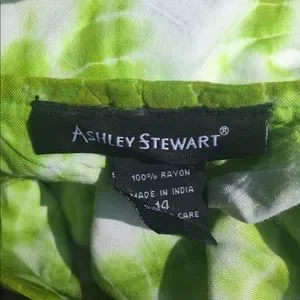 ASHLEY STEWART®
100% RAYON
MADE IN INDIA
14
CARE